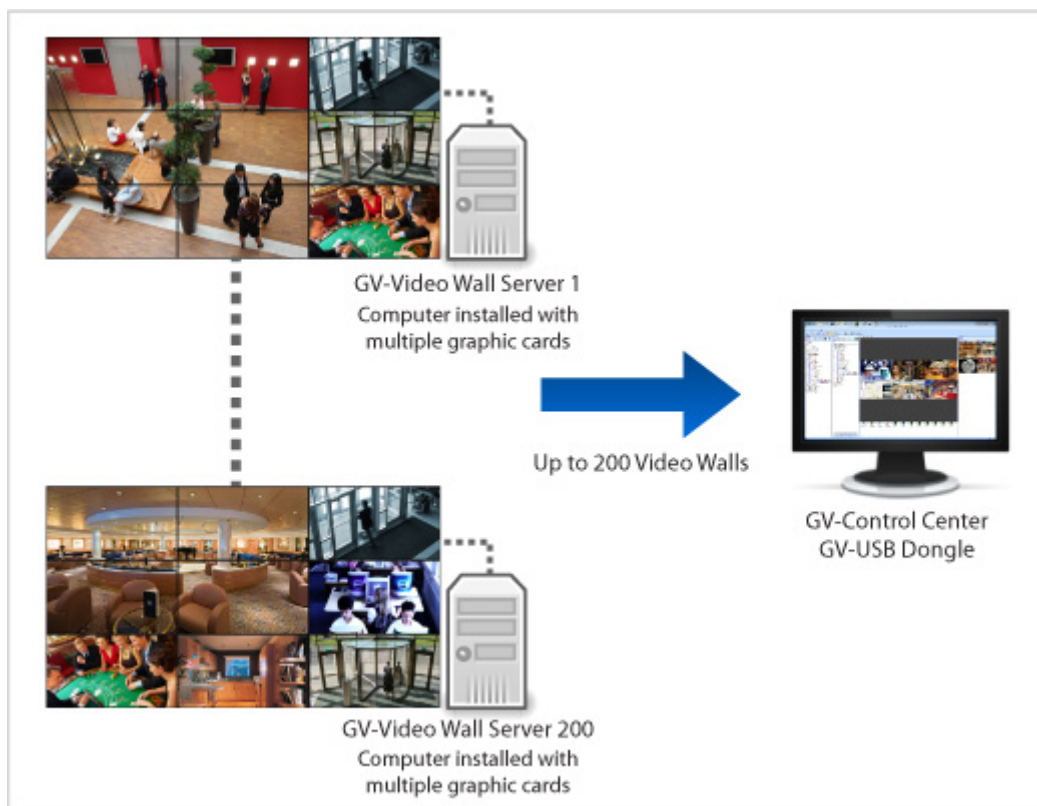 GV-Video Wall Server 1
Computer installed with
multiple graphic cards
Up to 200 Video Walls
GV-Control Center
GV-USB Dongle
GV-Video Wall Server 200
Computer installed with
multiple graphic cards